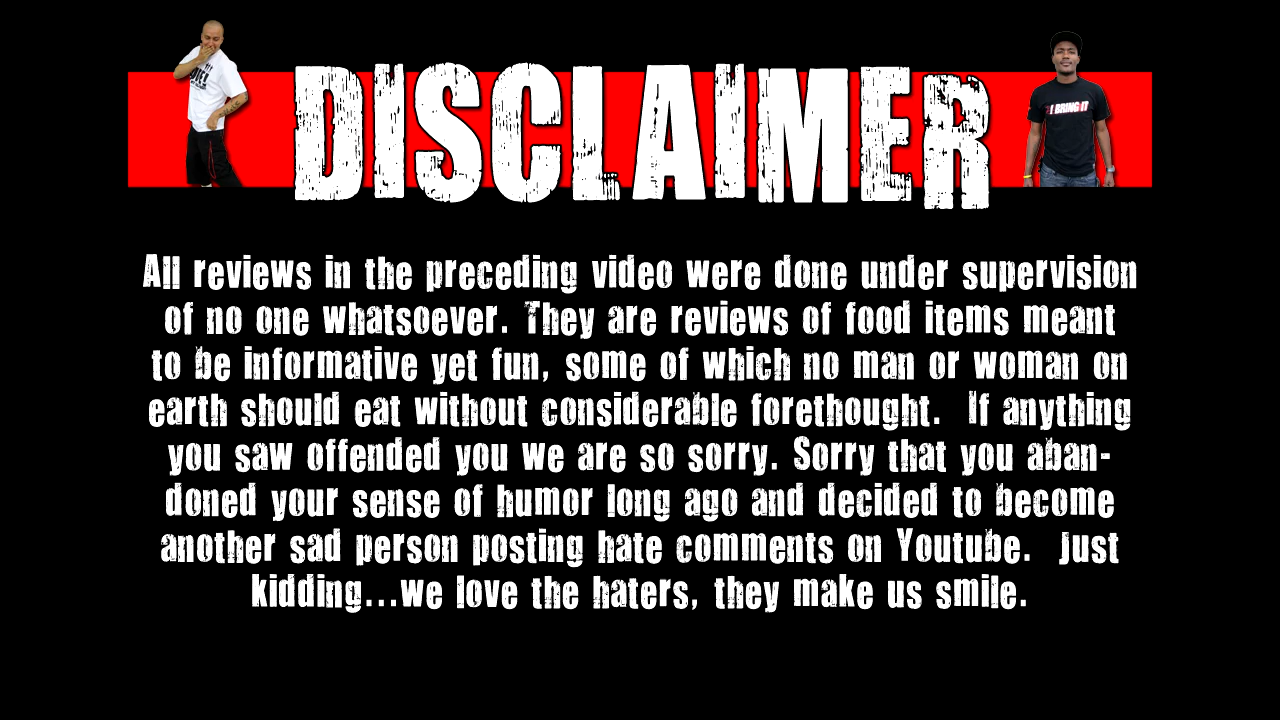 DISCLAIMER
I BRING IT
All reviews in the preceding video were done under supervision
of no one whatsoever. They are reviews of food items meant
to be informative yet fun, some of which no man or woman on
earth should eat without considerable forethought. If anything
you saw offended you we are so sorry. Sorry that you aban-
doned your sense of humor long ago and decided to become
another sad person posting hate comments on Youtube. Just
kidding...we love the haters, they make us smile.